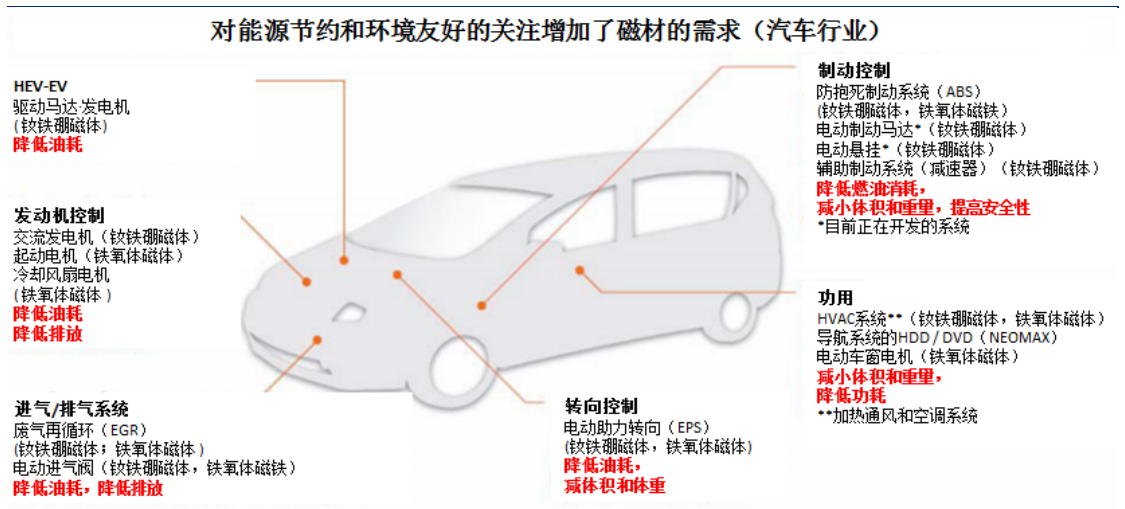 对能源节约和环境友好的关注增加了磁材的需求（汽车行业）
HEV-EV
驱动马达·发电机
(钕铁硼磁体)
降低油耗
发动机控制
交流发电机（钕铁硼磁体）
起动电机（铁氧体磁体）
冷却风扇电机
(铁氧体磁体)
降低油耗
降低排放
进气/排气系统
废气再循环（EGR）
(钕铁硼磁体；铁氧体磁体)
电动进气阀（钕铁硼磁体，铁氧体磁铁）
降低油耗，降低排放
转向控制
电动助力转向（EPS）
(钕铁硼磁体，铁氧体磁体)
降低油耗，
减体积和体重
制动控制
防抱死制动系统（ABS）
(钕铁硼磁体，铁氧体磁铁）
电动制动马达*（钕铁硼磁体）
电动悬挂*（钕铁硼磁体）
辅助制动系统（减速器）（钕铁硼磁体）
降低燃油消耗，
减小体积和重量，提高安全性
*目前正在开发的系统
功用
HVAC系统**（钕铁硼磁体，铁氧体磁体）
导航系统的HDD / DVD（NEOMAX）
电动车窗电机（铁氧体磁体）
减小体积和重量，
降低功耗
**加热通风和空调系统